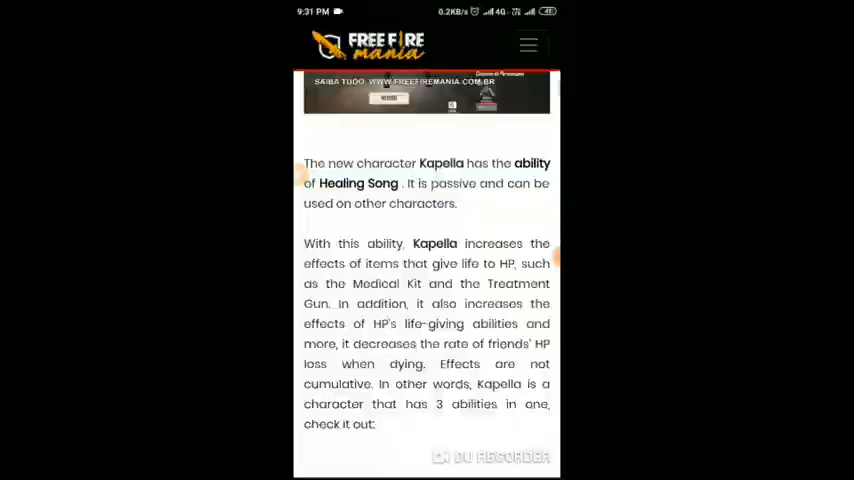 9:31 PM 0.2KB/s 4G
FREE FIRE
mania
SAIBA TUDO: WWW.FREEFIREMANIA.COM.BR
The new character Kapella has the ability
of Healing Song . It is passive and can be
used on other characters.
With this ability, Kapella increases the
effects of items that give life to HP, such
as the Medical Kit and the Treatment
Gun. In addition, it also increases the
effects of HP's life-giving abilities and
more, it decreases the rate of friends' HP
loss when dying. Effects are not
cumulative. In other words, Kapella is a
character that has 3 abilities in one,
check it out:
DU RECORDER